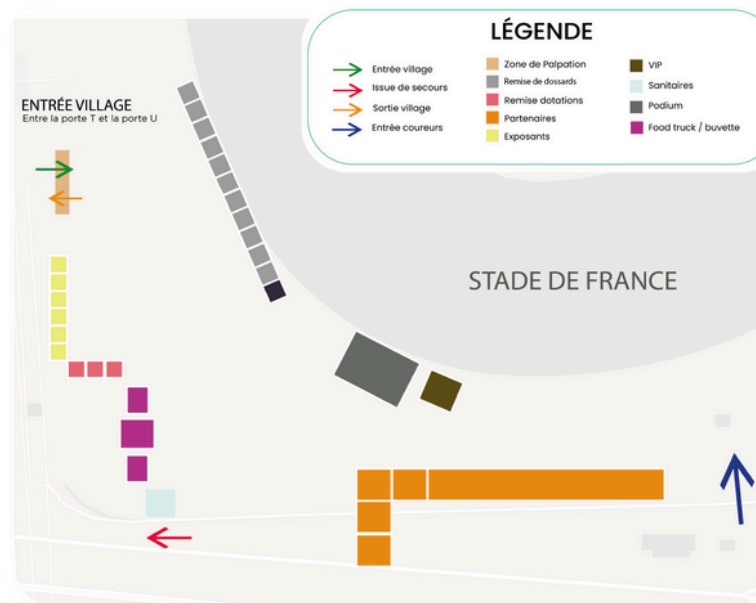 LÉGENDE
Entrée village
Issue de secours
Sortie village
Entrée coureurs
Zone de Palpation
Remise de dossards
Remise dotations
Partenaires
Exposants
VIP
Sanitaires
Podium
Food truck / buvette
ENTRÉE VILLAGE
Entre la porte T et la porte U
STADE DE FRANCE